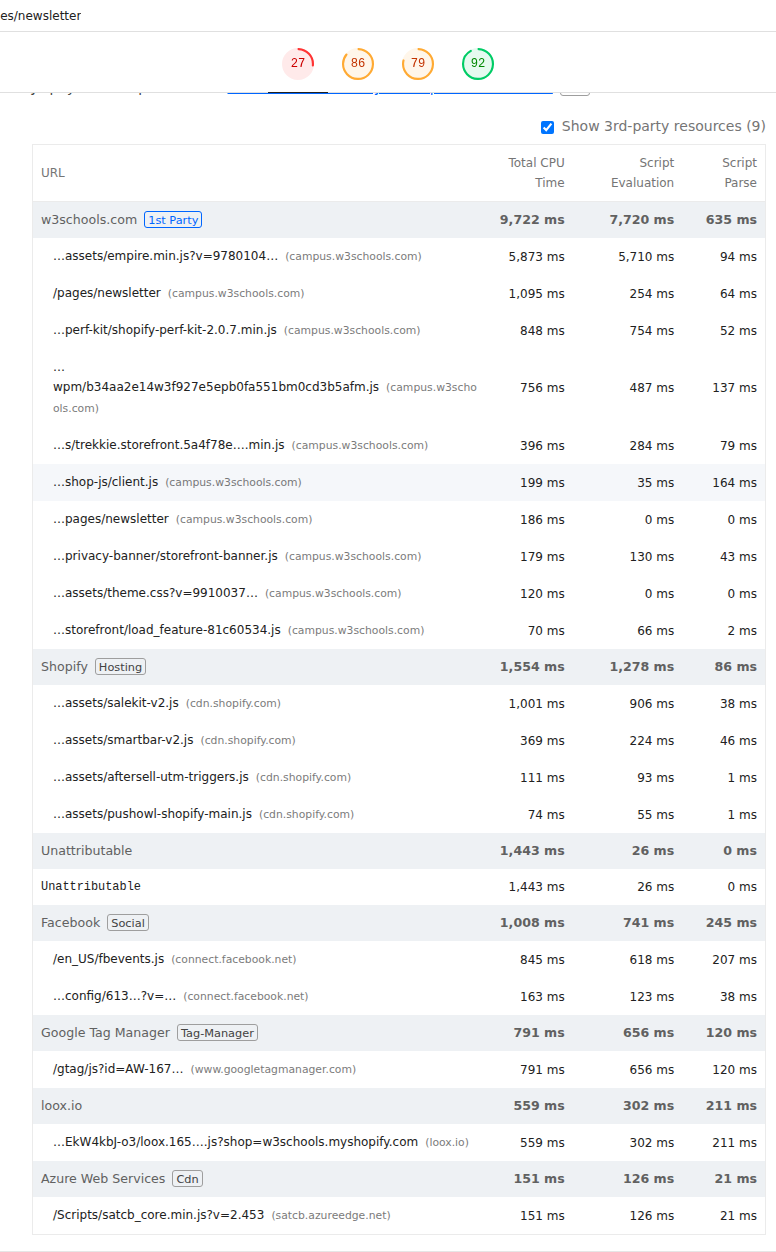 es/newsletter
27 86 79 92
Show 3rd-party resources (9)
URL Total CPU Time Script Evaluation Script Parse
w3schools.com 1st Party 9,722 ms 7,720 ms 635 ms
…assets/empire.min.js?v=9780104… (campus.w3schools.com) 5,873 ms 5,710 ms 94 ms
/pages/newsletter (campus.w3schools.com) 1,095 ms 254 ms 64 ms
…perf-kit/shopify-perf-kit-2.0.7.min.js (campus.w3schools.com) 848 ms 754 ms 52 ms
…
wpm/b34aa2e14w3f927e5epb0fa551bm0cd3b5afm.js (campus.w3scho 756 ms 487 ms 137 ms
ols.com)
…s/trekkie.storefront.5a4f78e….min.js (campus.w3schools.com) 396 ms 284 ms 79 ms
…shop-js/client.js (campus.w3schools.com) 199 ms 35 ms 164 ms
…pages/newsletter (campus.w3schools.com) 186 ms 0 ms 0 ms
…privacy-banner/storefront-banner.js (campus.w3schools.com) 179 ms 130 ms 43 ms
…assets/theme.css?v=9910037… (campus.w3schools.com) 120 ms 0 ms 0 ms
…storefront/load_feature-81c60534.js (campus.w3schools.com) 70 ms 66 ms 2 ms
Shopify Hosting 1,554 ms 1,278 ms 86 ms
…assets/salekit-v2.js (cdn.shopify.com) 1,001 ms 906 ms 38 ms
…assets/smartbar-v2.js (cdn.shopify.com) 369 ms 224 ms 46 ms
…assets/aftersell-utm-triggers.js (cdn.shopify.com) 111 ms 93 ms 1 ms
…assets/pushowl-shopify-main.js (cdn.shopify.com) 74 ms 55 ms 1 ms
Unattributable 1,443 ms 26 ms 0 ms
Unattributable 1,443 ms 26 ms 0 ms
Facebook Social 1,008 ms 741 ms 245 ms
/en_US/fbevents.js (connect.facebook.net) 845 ms 618 ms 207 ms
…config/613…?v=… (connect.facebook.net) 163 ms 123 ms 38 ms
Google Tag Manager Tag-Manager 791 ms 656 ms 120 ms
/gtag/js?id=AW-167… (www.googletagmanager.com) 791 ms 656 ms 120 ms
loox.io 559 ms 302 ms 211 ms
…EkW4kbJ-o3/loox.165….js?shop=w3schools.myshopify.com (loox.io) 559 ms 302 ms 211 ms
Azure Web Services Cdn 151 ms 126 ms 21 ms
/Scripts/satcb_core.min.js?v=2.453 (satcb.azureedge.net) 151 ms 126 ms 21 ms